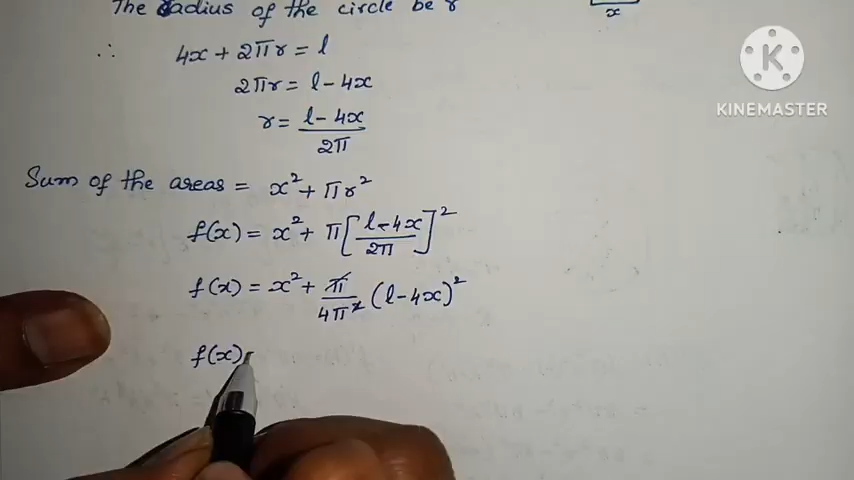 The radius of the circle be r
x
∴ 4x + 2πr = l
2πr = l - 4x
r = (l - 4x)/2π
Sum of the areas = x² + πr²
f(x) = x² + π[(l - 4x)/2π]²
f(x) = x² + π/4π² (l - 4x)²
f(x)
KINEMASTER